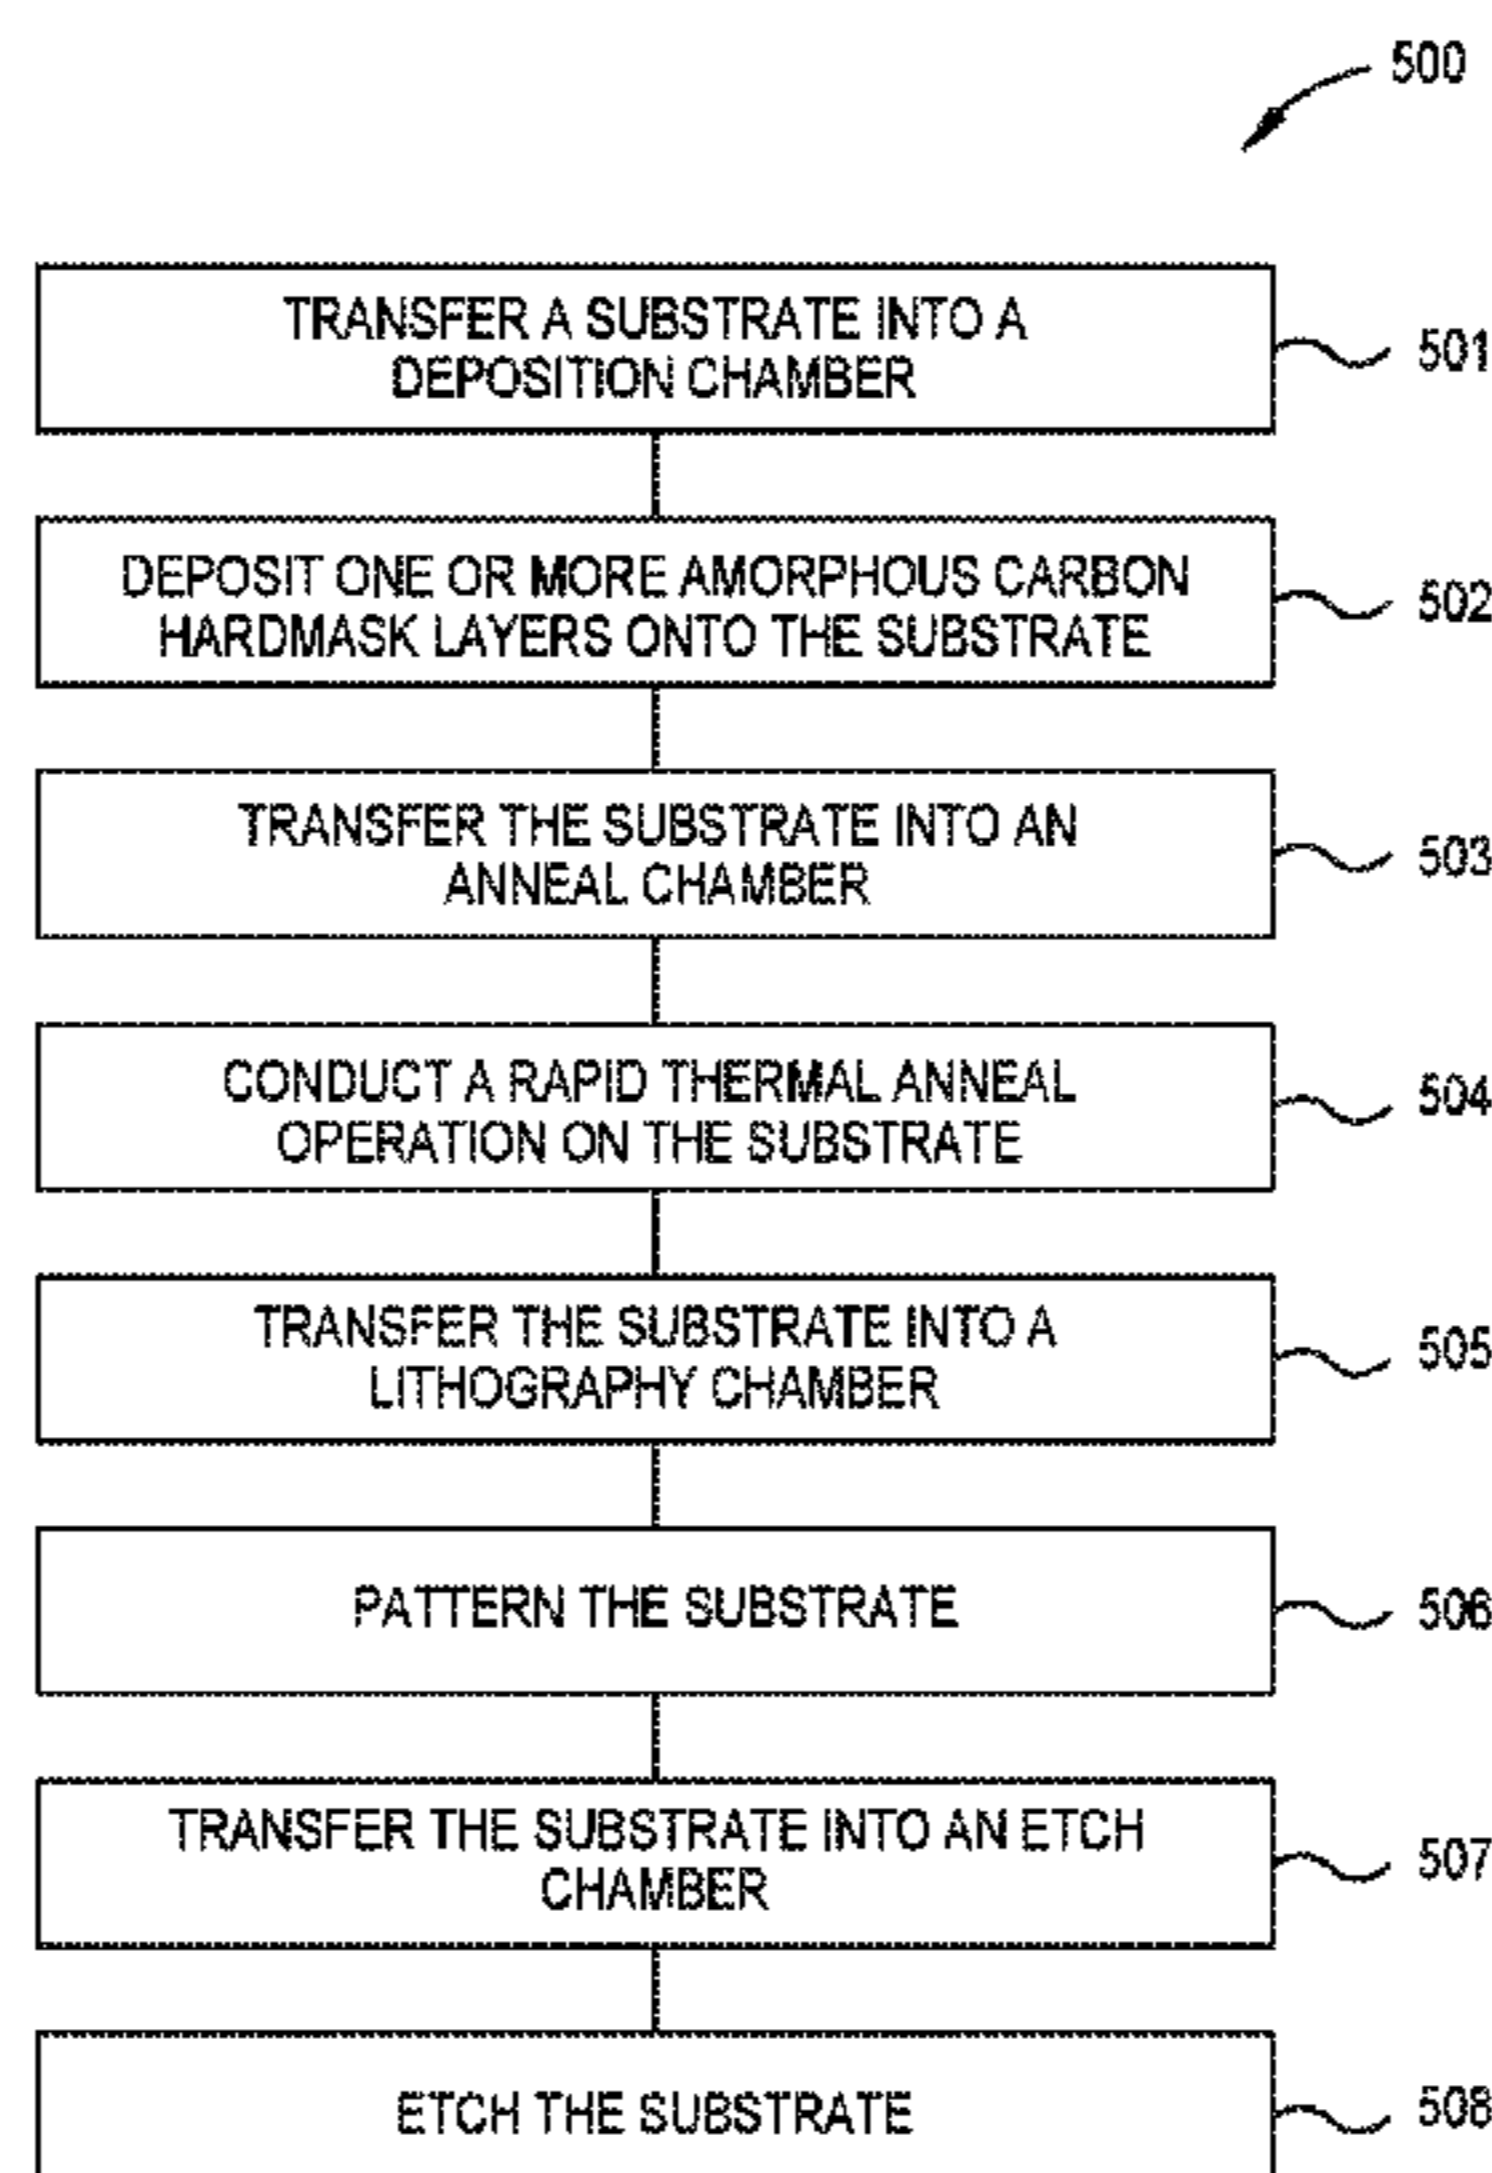 500
TRANSFER A SUBSTRATE INTO A
DEPOSITION CHAMBER
501
DEPOSIT ONE OR MORE AMORPHOUS CARBON
HARDMASK LAYERS ONTO THE SUBSTRATE
502
TRANSFER THE SUBSTRATE INTO AN
ANNEAL CHAMBER
503
CONDUCT A RAPID THERMAL ANNEAL
OPERATION ON THE SUBSTRATE
504
TRANSFER THE SUBSTRATE INTO A
LITHOGRAPHY CHAMBER
505
PATTERN THE SUBSTRATE
506
TRANSFER THE SUBSTRATE INTO AN ETCH
CHAMBER
507
ETCH THE SUBSTRATE
508